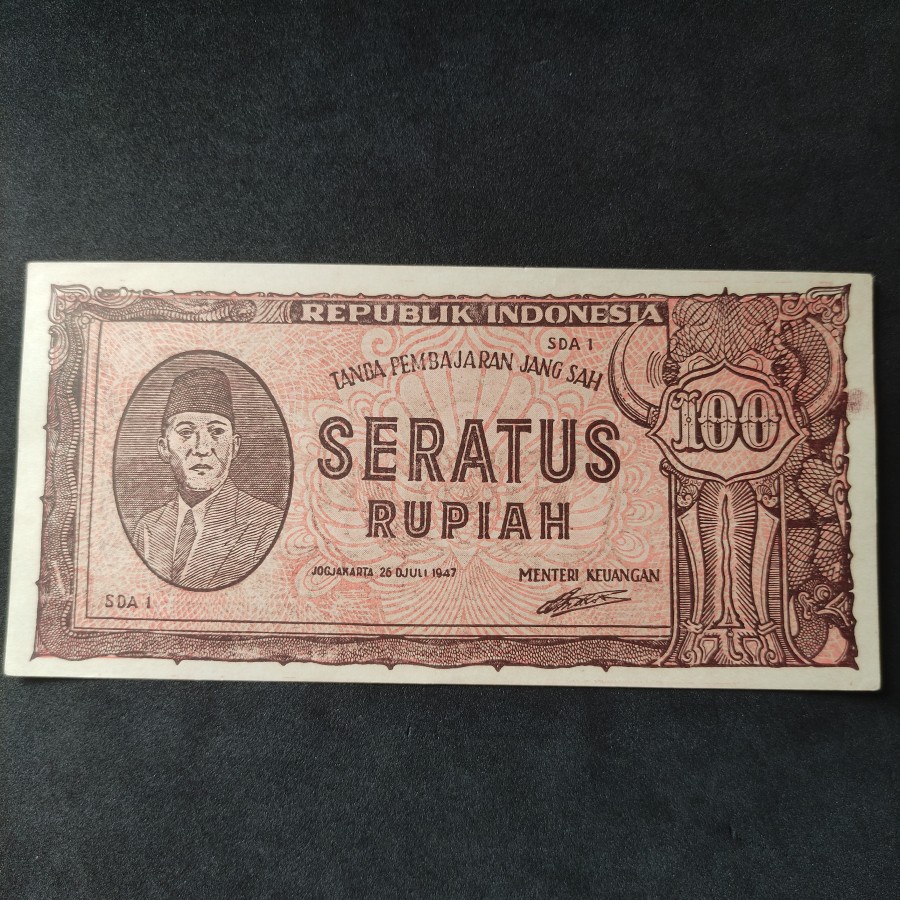 REPUBLIK INDONESIA
SDA 1
TANDA PEMBAJARAN JANG SAH
100
SERATUS
RUPIAH
JOGJAKARTA 26 DJULI 1947
MENTERI KEUANGAN
SDA 1